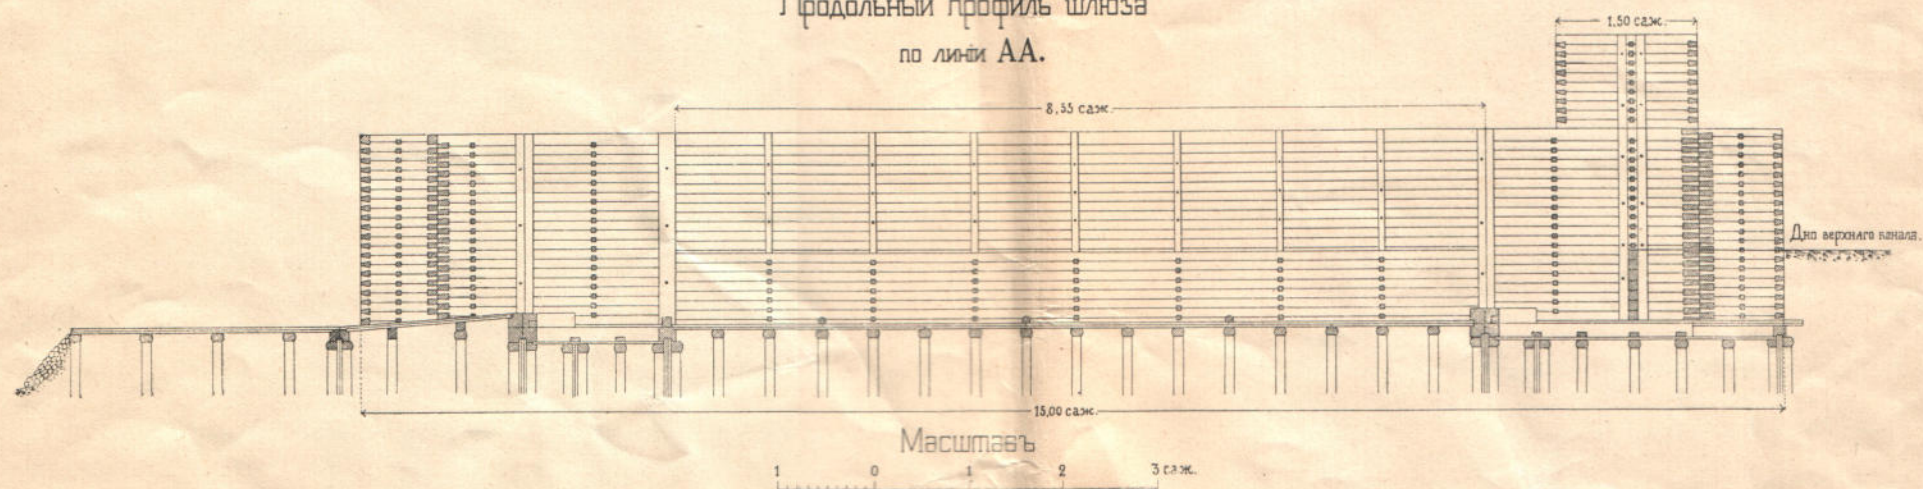 Продольный профиль шлюза
по линіи АА.
1,50 саж.
8,55 саж.
Дно верхняго канала.
15,00 саж.
Масштабъ
1 0 1 2 3 саж.